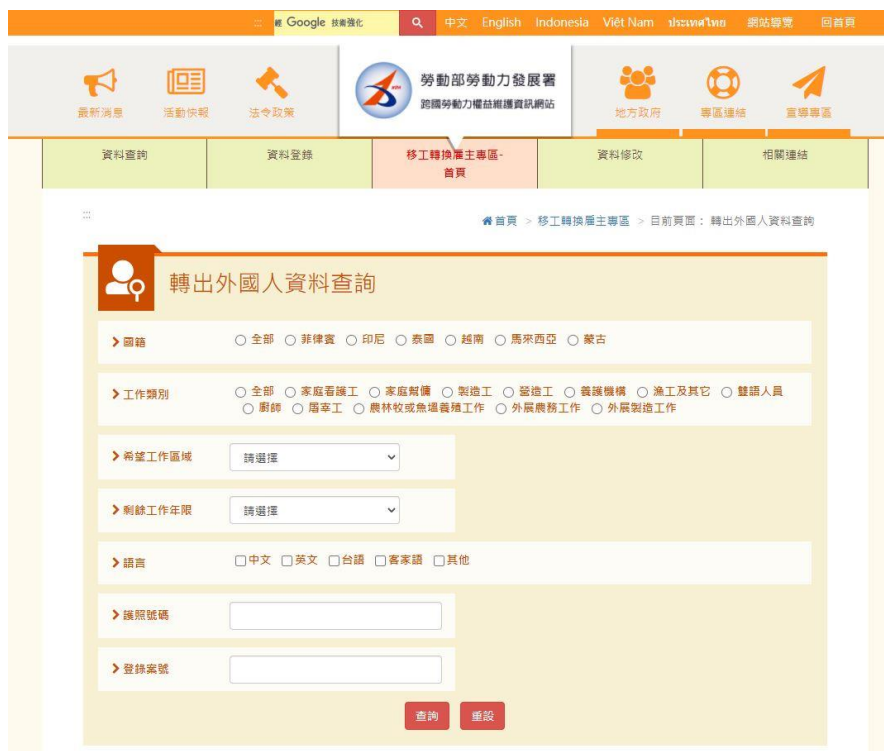 Google 技術強化
中文 English Indonesia Việt Nam ประเทศไทย 網站導覽 回首頁
最新消息 活動快報 法令政策
勞動部勞動力發展署
跨國勞動力權益維護資訊網站
地方政府 專區連結 宣導專區
資料查詢 資料登錄 移工轉換雇主專區-
首頁
資料修改 相關連結
首頁 > 移工轉換雇主專區 > 目前頁面： 轉出外國人資料查詢
轉出外國人資料查詢
國籍 全部 菲律賓 印尼 泰國 越南 馬來西亞 蒙古
工作類別 全部 家庭看護工 家庭幫傭 製造工 營造工 養護機構 漁工及其它 雙語人員
廚師 屠宰工 農林牧或魚塭養殖工作 外展農務工作 外展製造工作
希望工作區域 請選擇
剩餘工作年限 請選擇
語言 中文 英文 台語 客家語 其他
護照號碼
登錄案號
查詢 重設